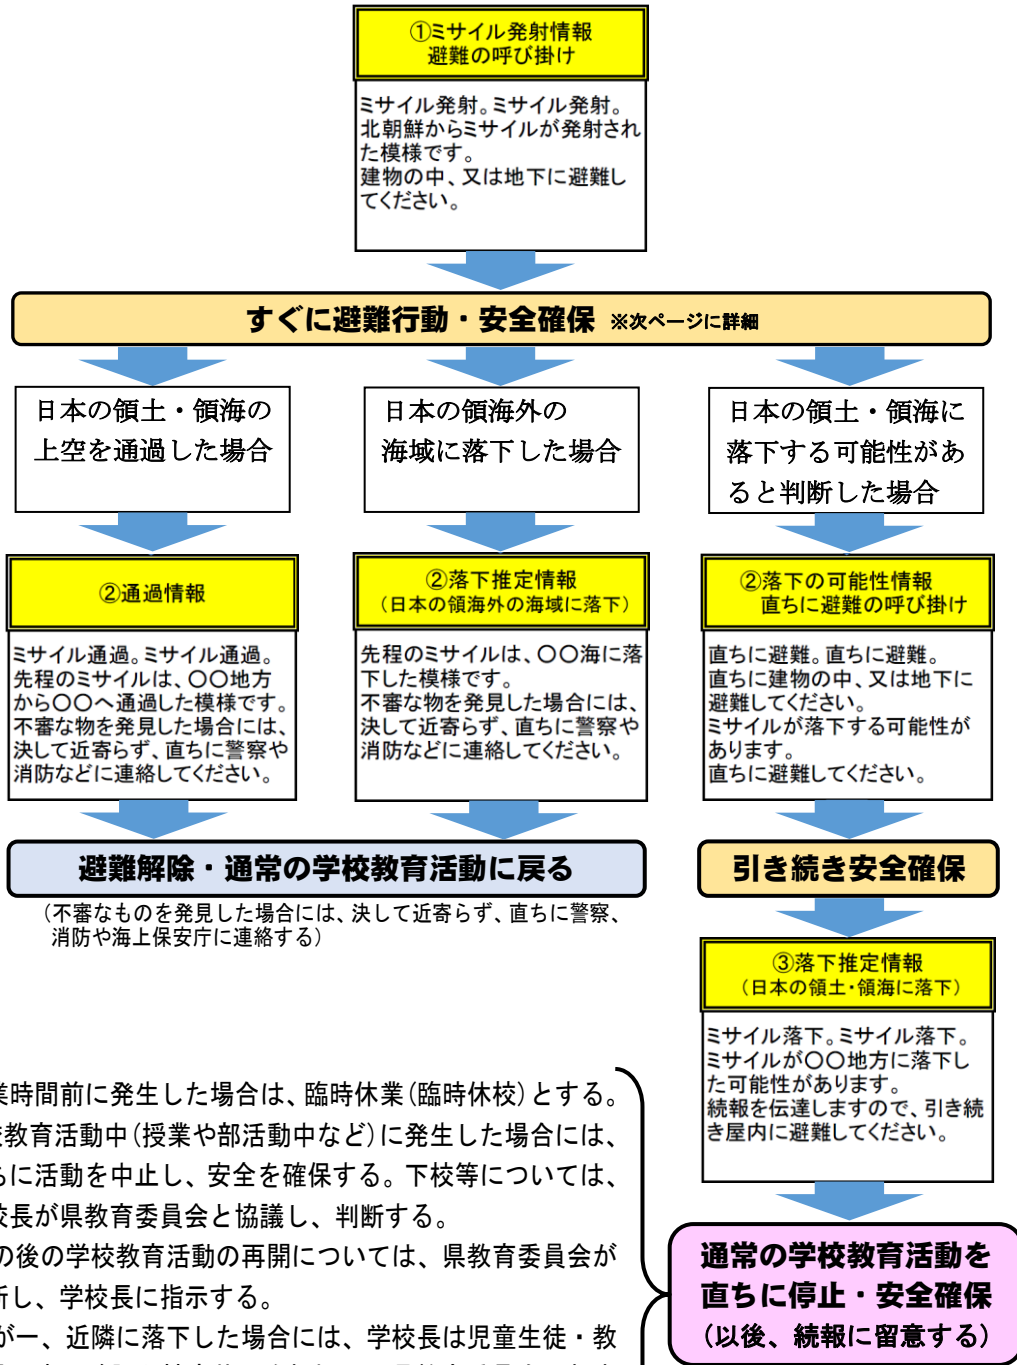 ①ミサイル発射情報
避難の呼び掛け
ミサイル発射。ミサイル発射。
北朝鮮からミサイルが発射され
た模様です。
建物の中、又は地下に避難し
てください。
すぐに避難行動・安全確保 ※次ページに詳細
日本の領土・領海の
上空を通過した場合
日本の領海外の
海域に落下した場合
日本の領土・領海に
落下する可能性があ
ると判断した場合
②通過情報
ミサイル通過。ミサイル通過。
先程のミサイルは、〇〇地方
から〇〇へ通過した模様です。
不審な物を発見した場合には、
決して近寄らず、直ちに警察や
消防などに連絡してください。
②落下推定情報
（日本の領海外の海域に落下）
先程のミサイルは、〇〇海に落
下した模様です。
不審な物を発見した場合には、
決して近寄らず、直ちに警察や
消防などに連絡してください。
②落下の可能性情報
直ちに避難の呼び掛け
直ちに避難。直ちに避難。
直ちに建物の中、又は地下に
避難してください。
ミサイルが落下する可能性が
あります。
直ちに避難してください。
避難解除・通常の学校教育活動に戻る
（不審なものを発見した場合には、決して近寄らず、直ちに警察、
消防や海上保安庁に連絡する）
引き続き安全確保
③落下推定情報
（日本の領土・領海に落下）
ミサイル落下。ミサイル落下。
ミサイルが〇〇地方に落下し
た可能性があります。
続報を伝達しますので、引き続
き屋内に避難してください。
業時間前に発生した場合は、臨時休業（臨時休校）とする。
校教育活動中（授業や部活動中など）に発生した場合には、
ちに活動を中止し、安全を確保する。下校等については、
校長が県教育委員会と協議し、判断する。
の後の学校教育活動の再開については、県教育委員会が
断し、学校長に指示する。
が一、近隣に落下した場合には、学校長は児童生徒・教
通常の学校教育活動を
直ちに停止・安全確保
（以後、続報に留意する）